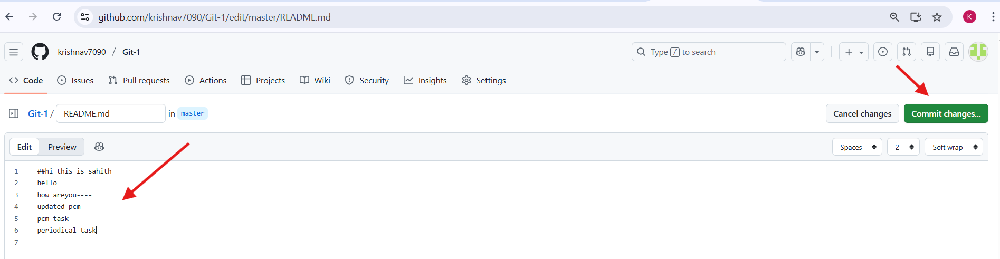 github.com/krishnav7090/Git-1/edit/master/README.md
K
krishnav7090 / Git-1
Type / to search
Code Issues Pull requests Actions Projects Wiki Security Insights Settings
Git-1 / README.md in master
Cancel changes Commit changes...
Edit Preview
Spaces 2 Soft wrap
1 ##hi this is sahith
2 hello
3 how areyou----
4 updated pcm
5 pcm task
6 periodical task
7